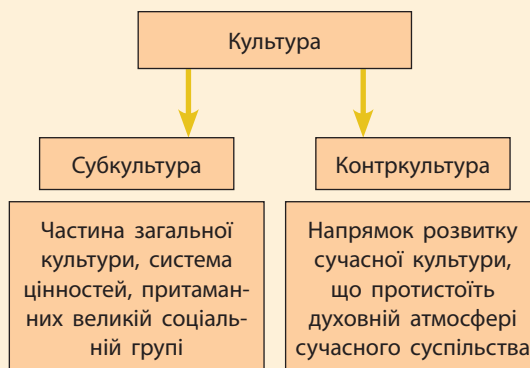 Культура
Субкультура
Контркультура
Частина загальної
культури, система
цінностей, притаман-
них великій соціаль-
ній групі
Напрямок розвитку
сучасної культури,
що протистоїть
духовній атмосфері
сучасного суспільства